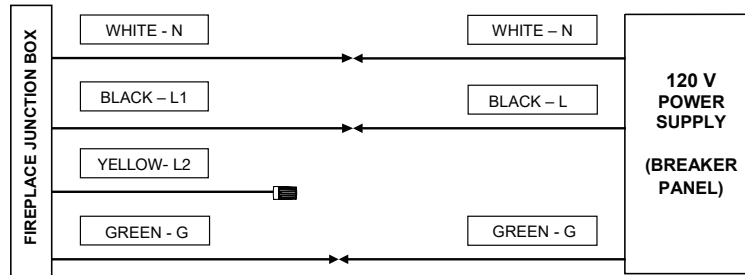 FIREPLACE JUNCTION BOX
WHITE - N
WHITE – N
BLACK – L1
BLACK – L
YELLOW- L2
GREEN - G
GREEN - G
120 V
POWER
SUPPLY
(BREAKER
PANEL)